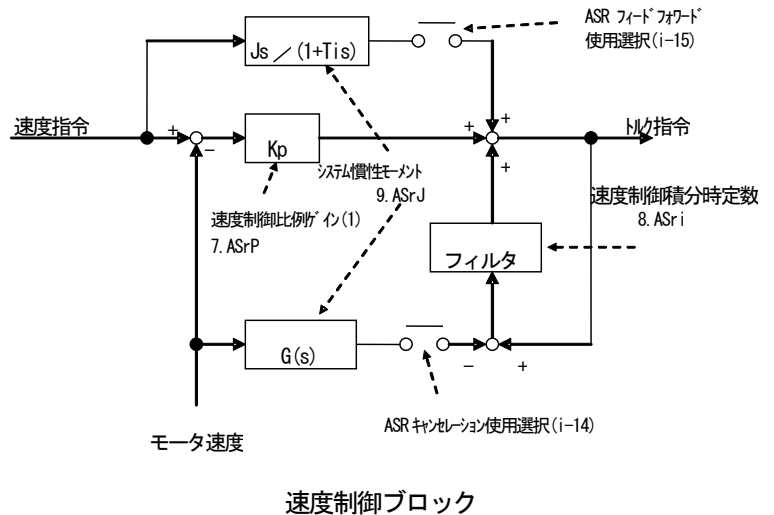 ASR フィードフォワード
使用選択(i-15)
Js／(1+Tis)
+
+
速度指令
+
−
Kp
+
トルク指令
+
システム慣性モーメント
9.ASrJ
速度制御比例ゲイン(1)
7.ASrP
速度制御積分時定数
8.ASri
フィルタ
G(s)
−
+
ASR キャンセレーション使用選択(i-14)
モータ速度
速度制御ブロック